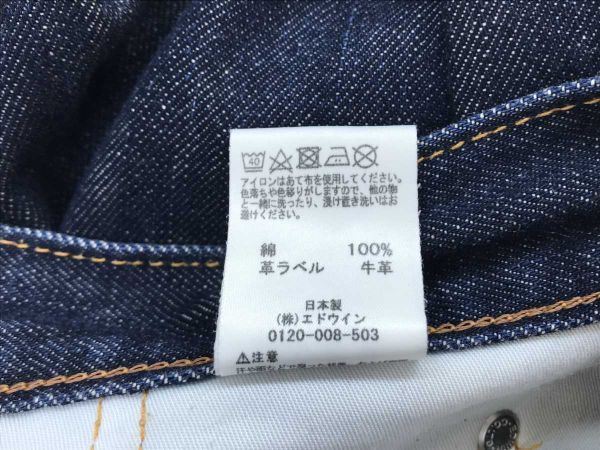 40
アイロンはあて布を使用してください。
色落ちや色移りがしますので、他の物
と一緒に洗ったり、浸け置き洗いはお
避けください。
綿 100%
革ラベル 牛革
日本製
(株)エドウイン
0120-008-503
⚠注意